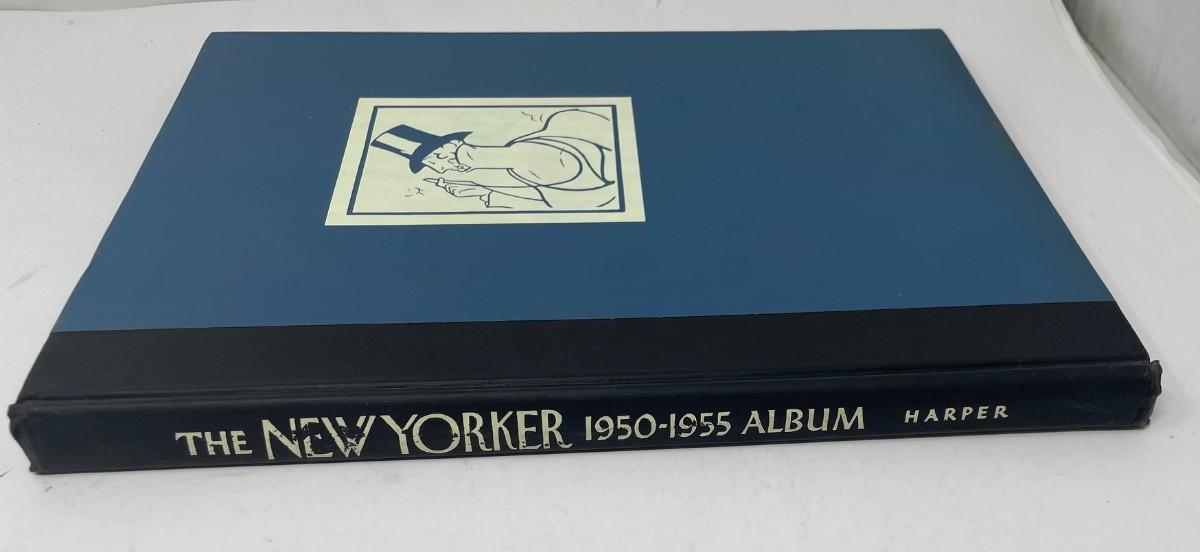 THE NEW YORKER 1950-1955 ALBUM HARPER